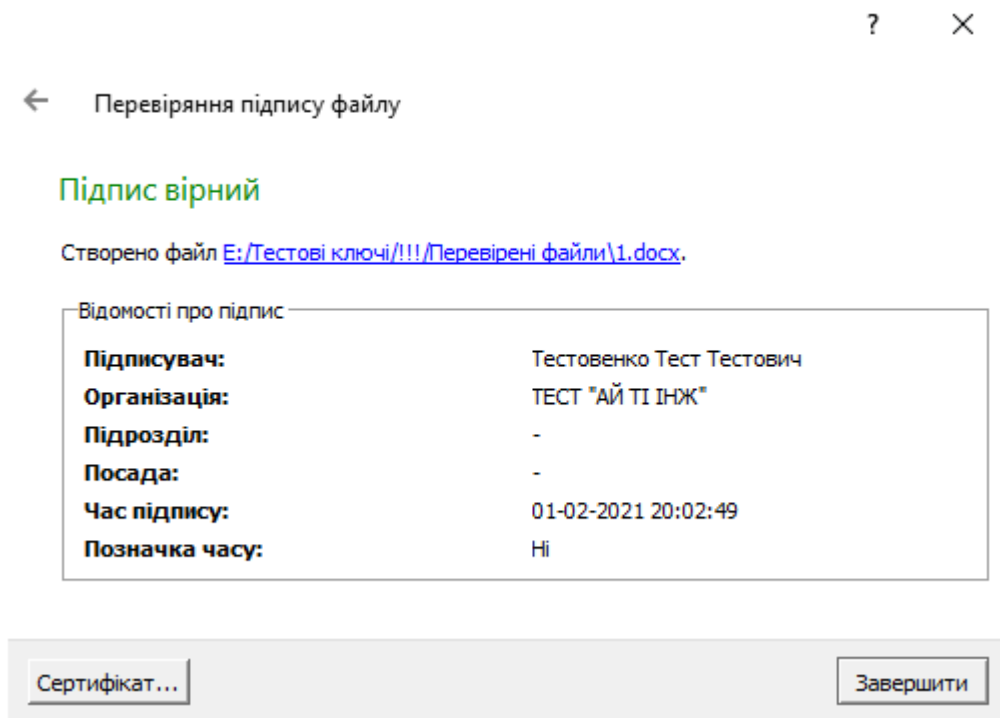 ?
Перевіряння підпису файлу
Підпис вірний
Створено файл E:/Тестові ключі/!!!/Перевірені файли\1.docx.
Відомості про підпис
Підписувач: Тестовенко Тест Тестович
Організація: ТЕСТ "АЙ ТІ ІНЖ"
Підрозділ: -
Посада: -
Час підпису: 01-02-2021 20:02:49
Позначка часу: Ні
Сертифікат... Завершити